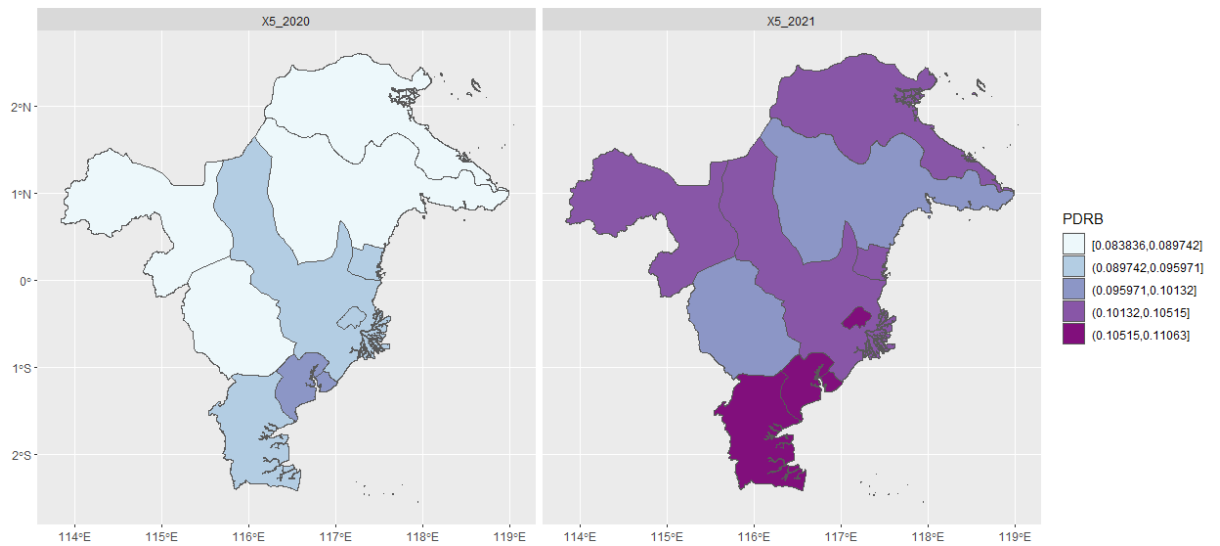 X5_2020
X5_2021
2°N
1°N
0°
1°S
2°S
114°E 115°E 116°E 117°E 118°E 119°E
114°E 115°E 116°E 117°E 118°E 119°E
PDRB
[0.083836,0.089742]
(0.089742,0.095971]
(0.095971,0.10132]
(0.10132,0.10515]
(0.10515,0.11063]